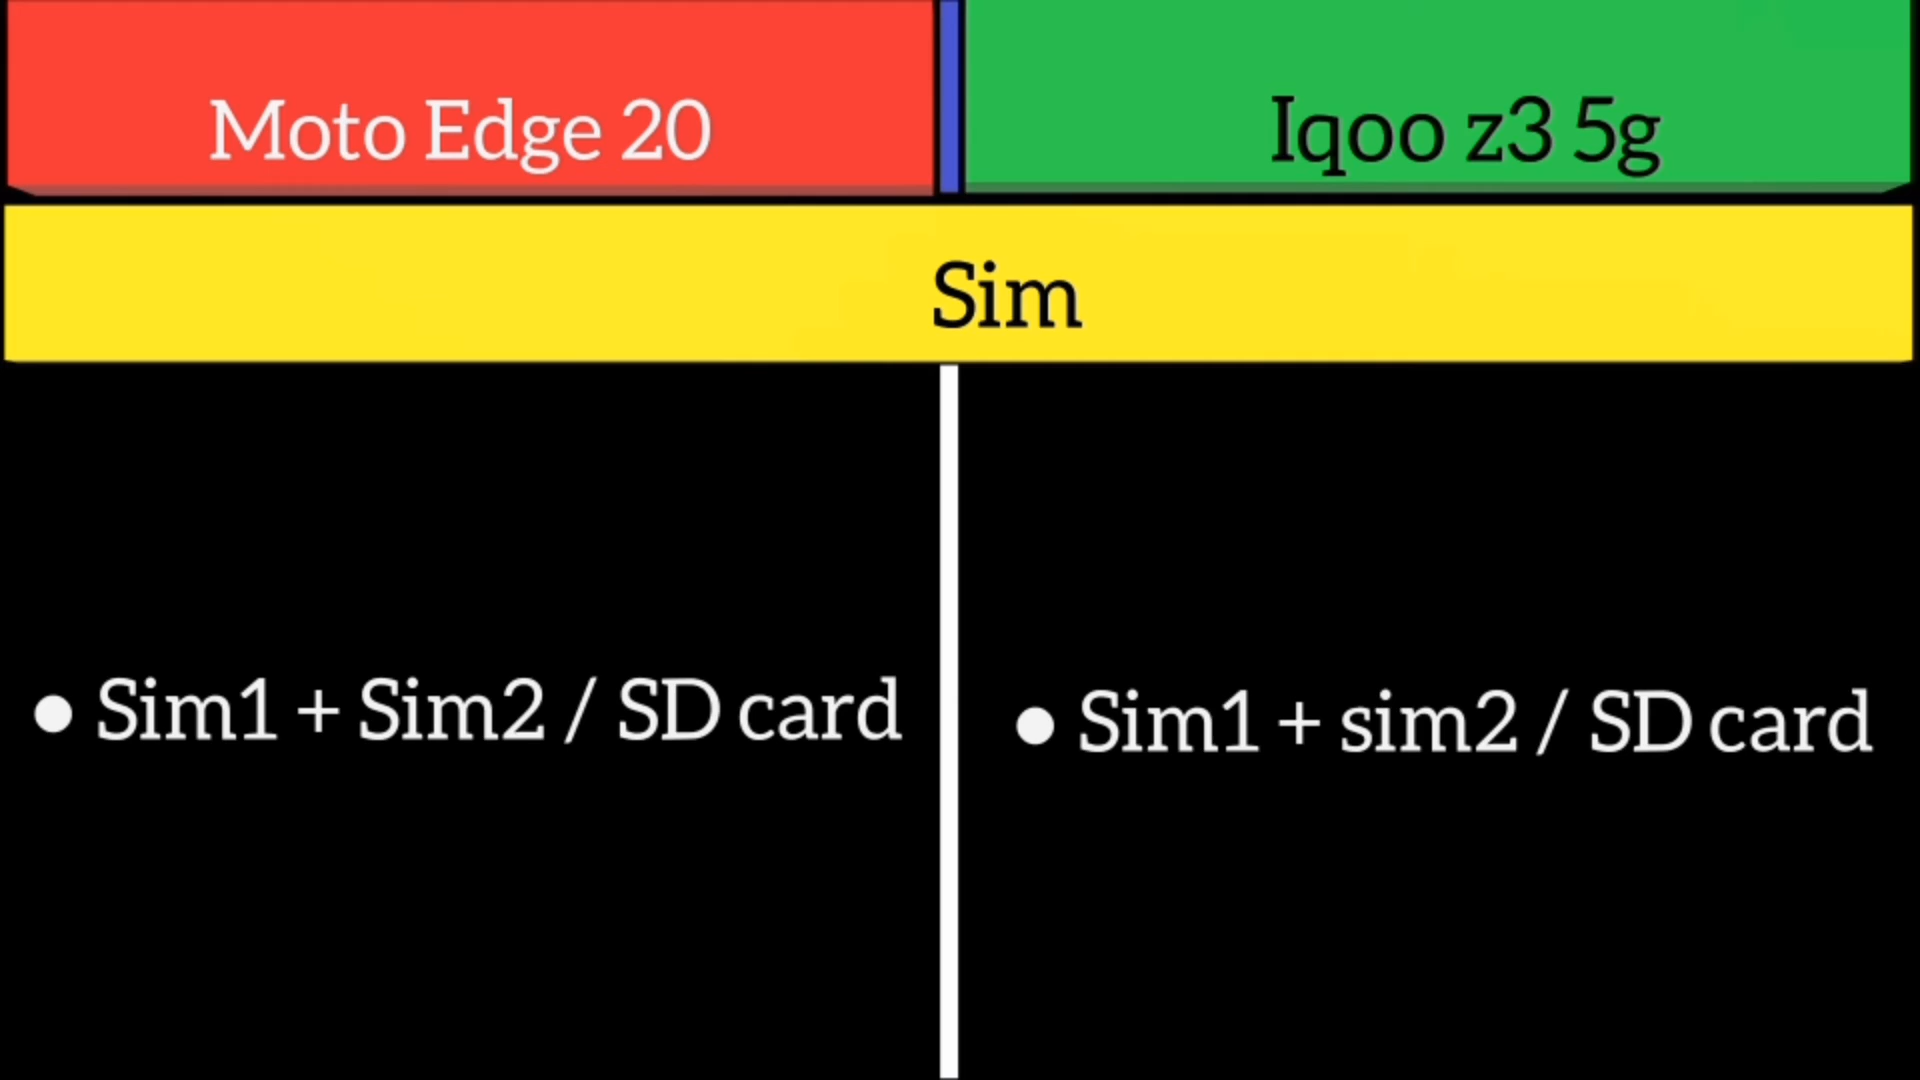 Moto Edge 20
Iqoo z3 5g
Sim
● Sim1 + Sim2 / SD card
● Sim1 + sim2 / SD card